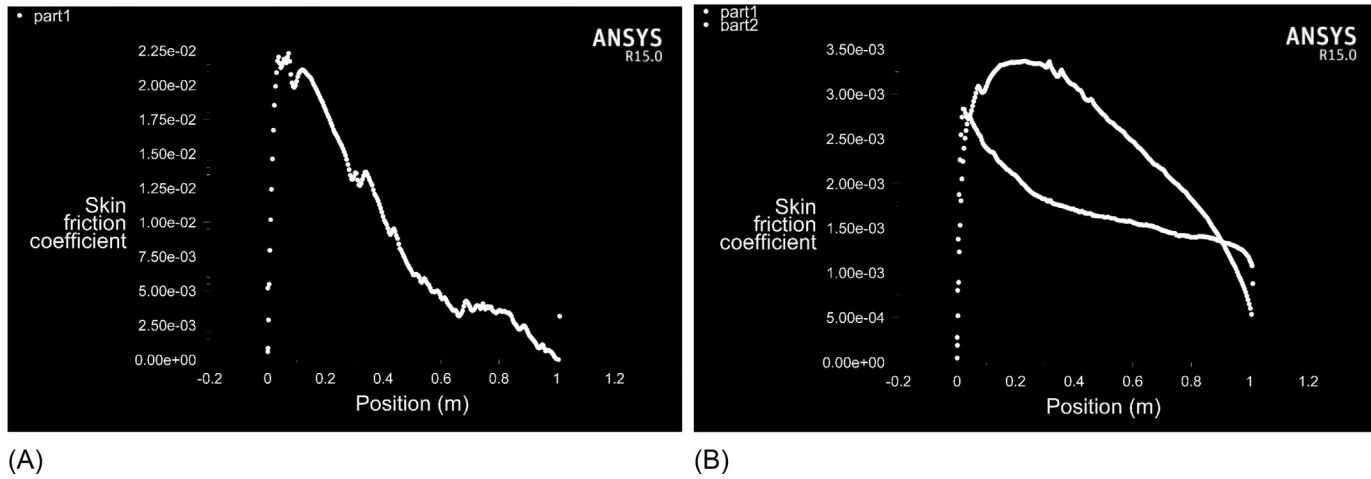 part1
ANSYS
R15.0
2.25e-02
2.00e-02
1.75e-02
1.50e-02
1.25e-02
1.00e-02
7.50e-03
5.00e-03
2.50e-03
0.00e+00
Skin
friction
coefficient
-0.2
0
0.2
0.4
0.6
0.8
1
1.2
Position (m)
(A)
part1
part2
ANSYS
R15.0
3.50e-03
3.00e-03
2.50e-03
2.00e-03
1.50e-03
1.00e-03
5.00e-04
0.00e+00
Skin
friction
coefficient
-0.2
0
0.2
0.4
0.6
0.8
1
1.2
Position (m)
(B)